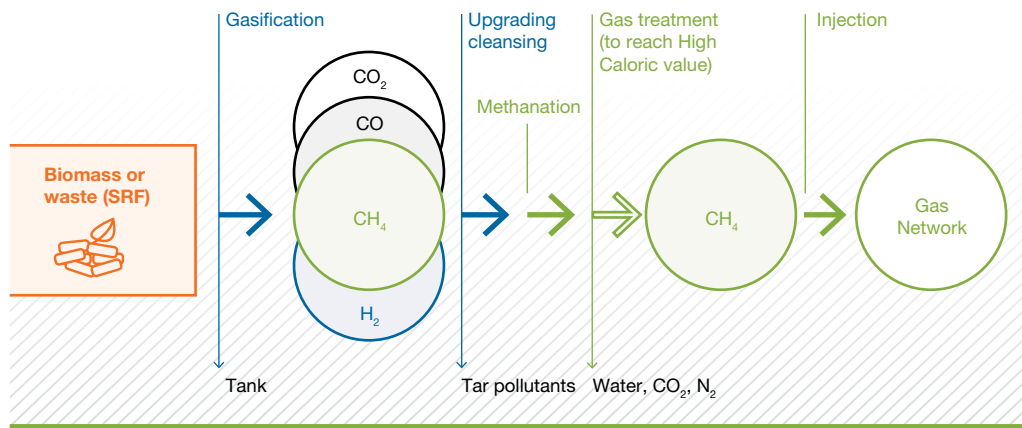 Gasification
Upgrading
cleansing
Gas treatment
(to reach High
Caloric value)
Injection
Methanation
CO₂
CO
CH₄
H₂
Biomass or
waste (SRF)
CH₄
Gas
Network
Tank
Tar pollutants
Water, CO₂, N₂